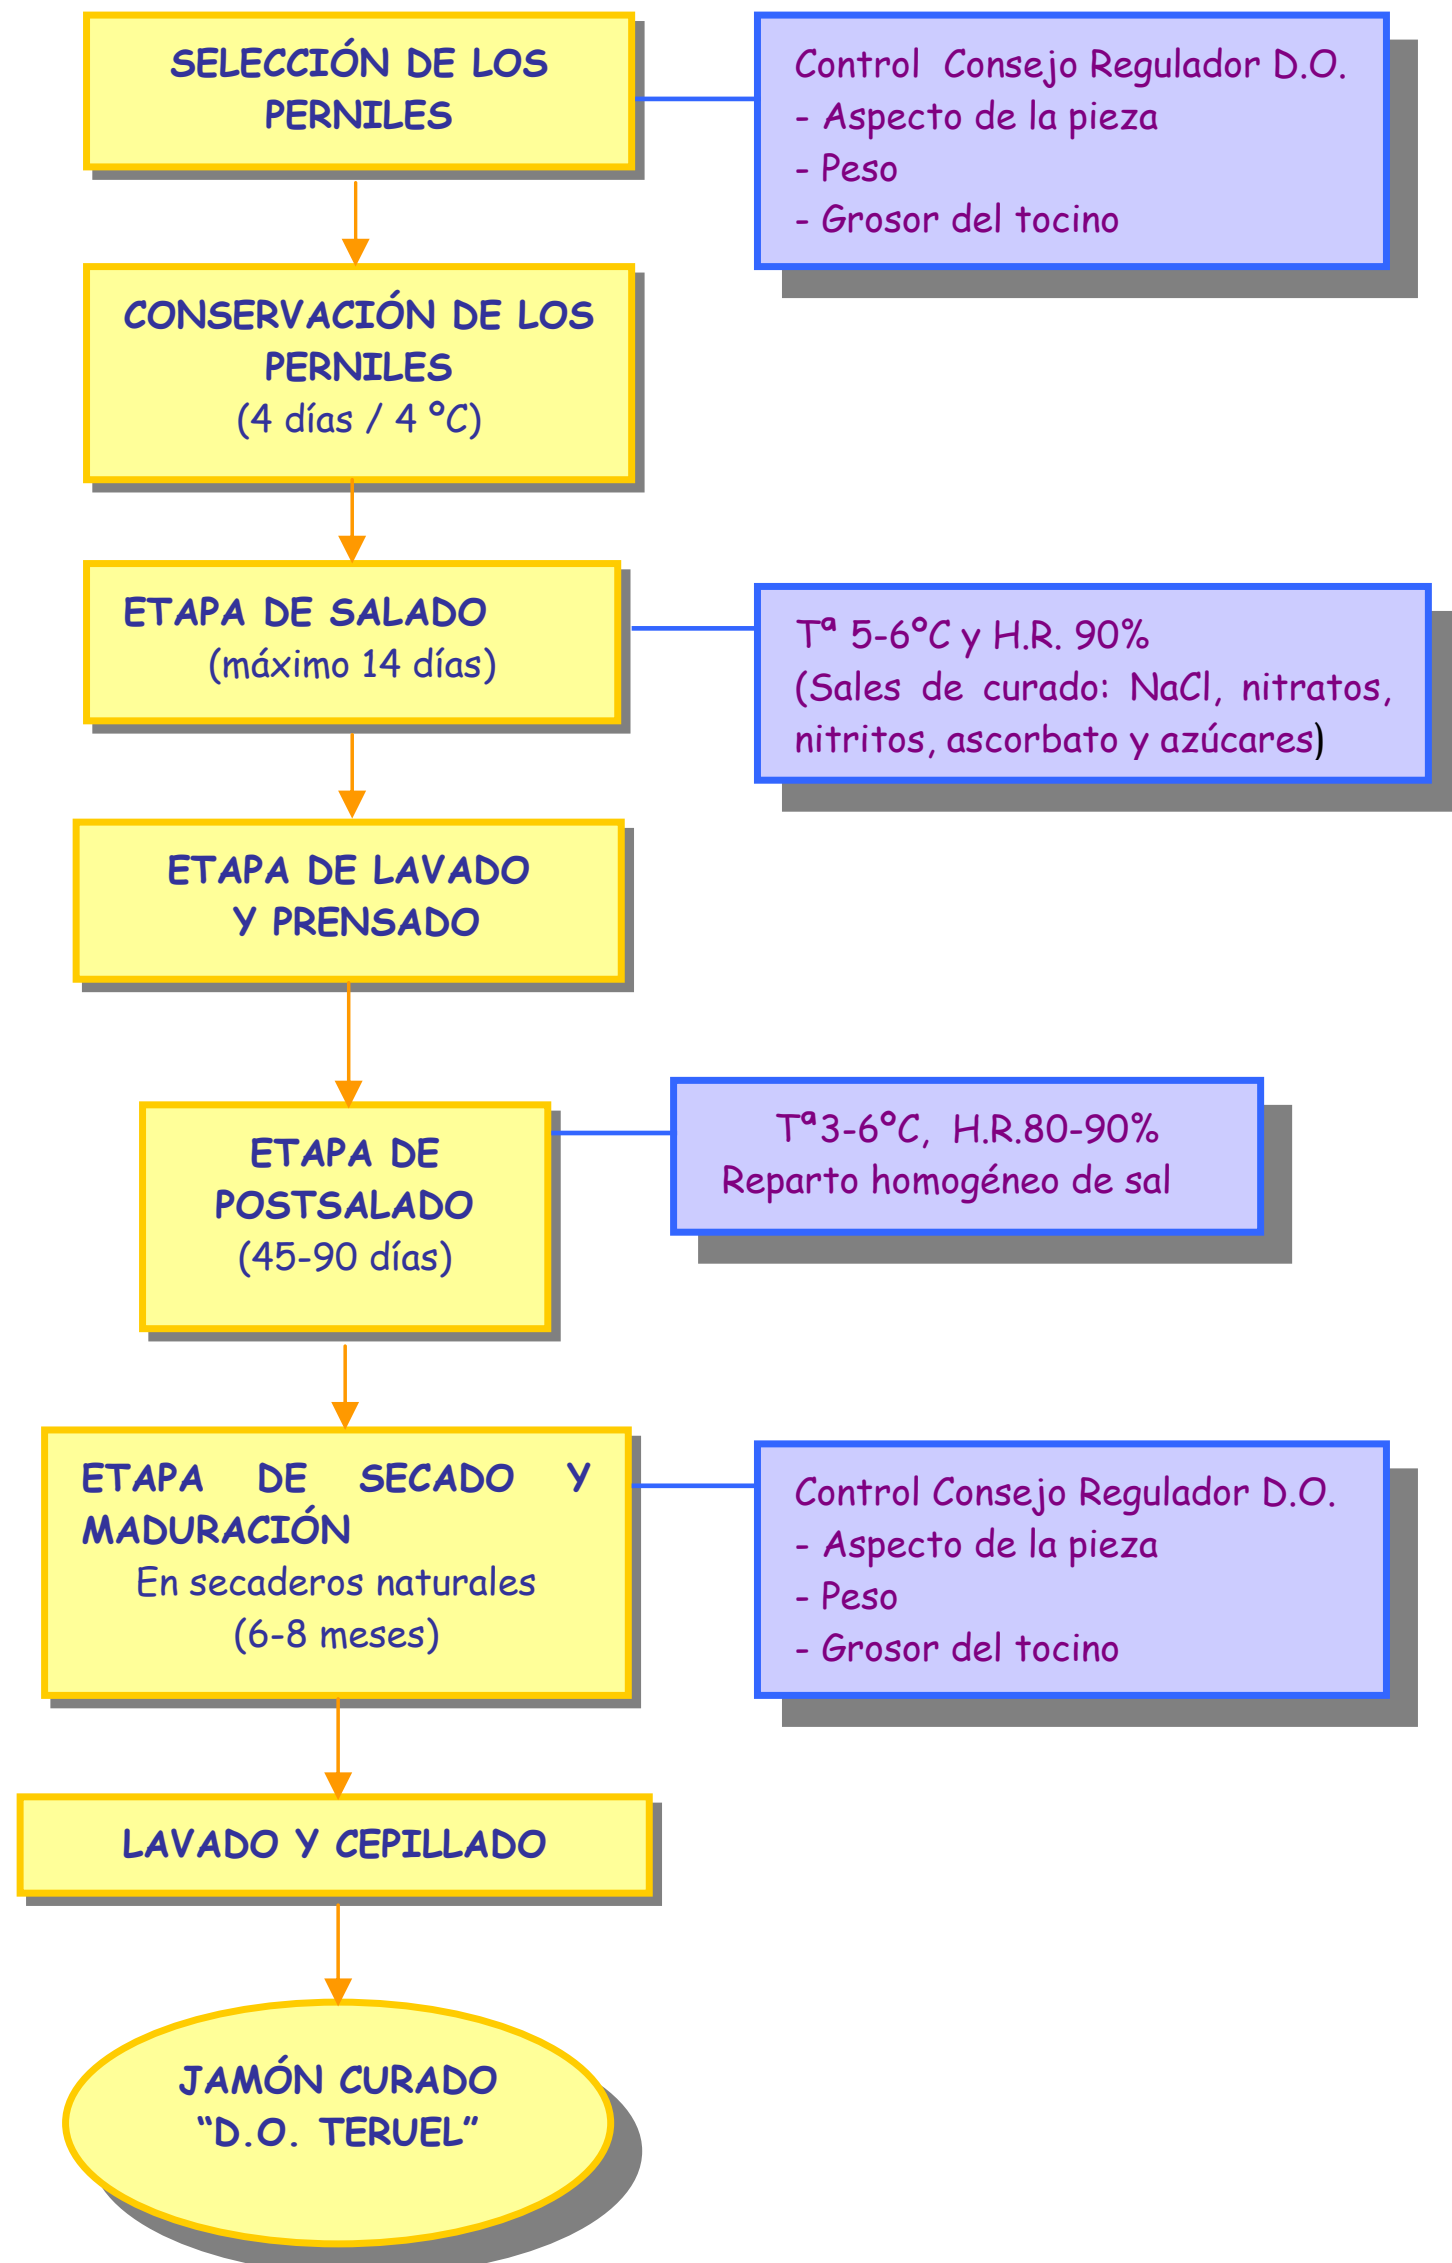 SELECCIÓN DE LOS
PERNILES
Control Consejo Regulador D.O.
- Aspecto de la pieza
- Peso
- Grosor del tocino
CONSERVACIÓN DE LOS
PERNILES
(4 días / 4 ºC)
ETAPA DE SALADO
(máximo 14 días)
Tª 5-6ºC y H.R. 90%
(Sales de curado: NaCl, nitratos,
nitritos, ascorbato y azúcares)
ETAPA DE LAVADO
Y PRENSADO
ETAPA DE
POSTSALADO
(45-90 días)
Tª3-6ºC, H.R.80-90%
Reparto homogéneo de sal
ETAPA DE SECADO Y
MADURACIÓN
En secaderos naturales
(6-8 meses)
Control Consejo Regulador D.O.
- Aspecto de la pieza
- Peso
- Grosor del tocino
LAVADO Y CEPILLADO
JAMÓN CURADO
“D.O. TERUEL”